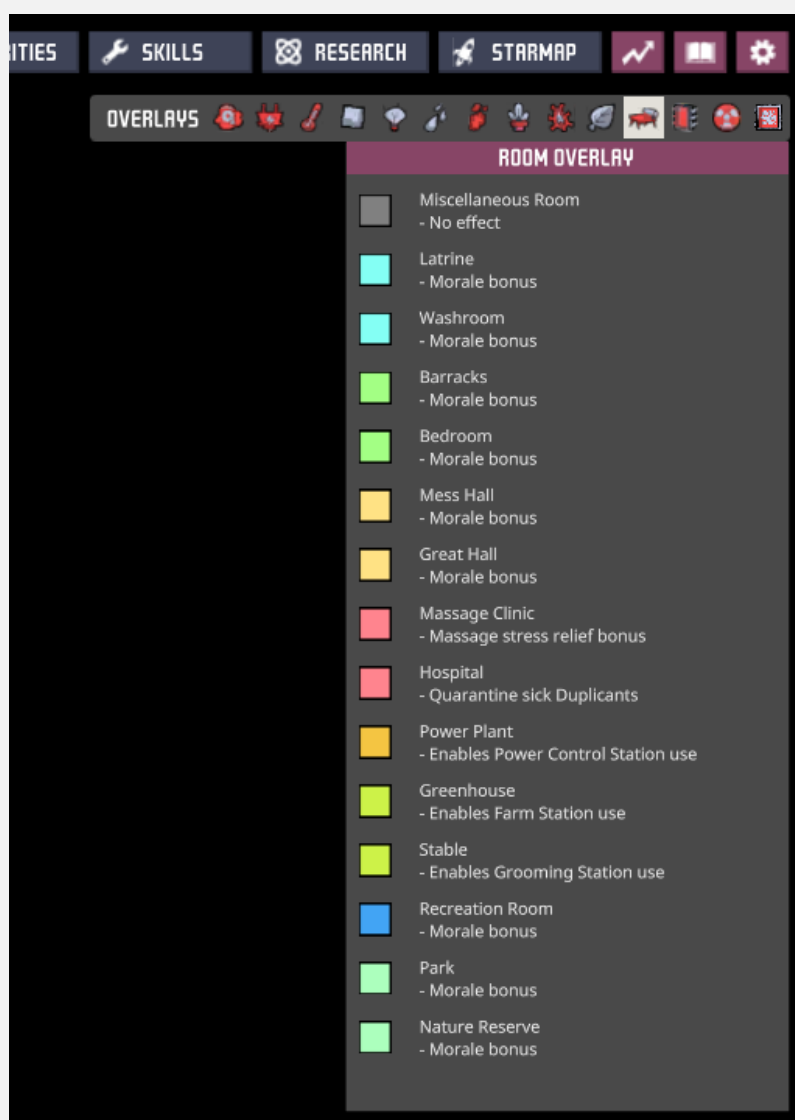 RITIES
SKILLS
RESEARCH
STARMAP
OVERLAYS
ROOM OVERLAY
Miscellaneous Room
- No effect
Latrine
- Morale bonus
Washroom
- Morale bonus
Barracks
- Morale bonus
Bedroom
- Morale bonus
Mess Hall
- Morale bonus
Great Hall
- Morale bonus
Massage Clinic
- Massage stress relief bonus
Hospital
- Quarantine sick Duplicants
Power Plant
- Enables Power Control Station use
Greenhouse
- Enables Farm Station use
Stable
- Enables Grooming Station use
Recreation Room
- Morale bonus
Park
- Morale bonus
Nature Reserve
- Morale bonus